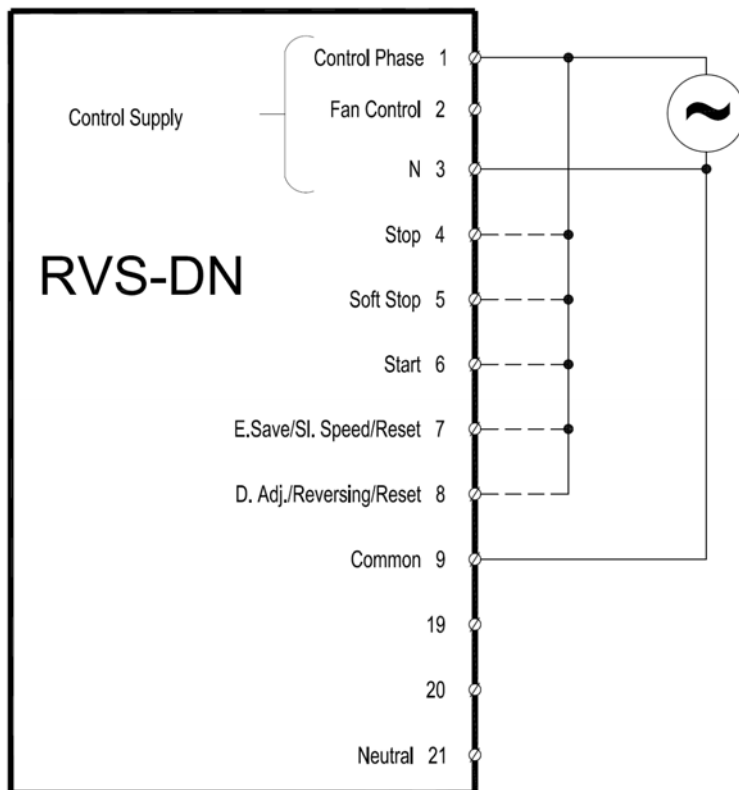 Control Phase 1
Fan Control 2
Control Supply
N 3
Stop 4
RVS-DN
Soft Stop 5
Start 6
E.Save/Sl. Speed/Reset 7
D. Adj./Reversing/Reset 8
Common 9
19
20
Neutral 21
~